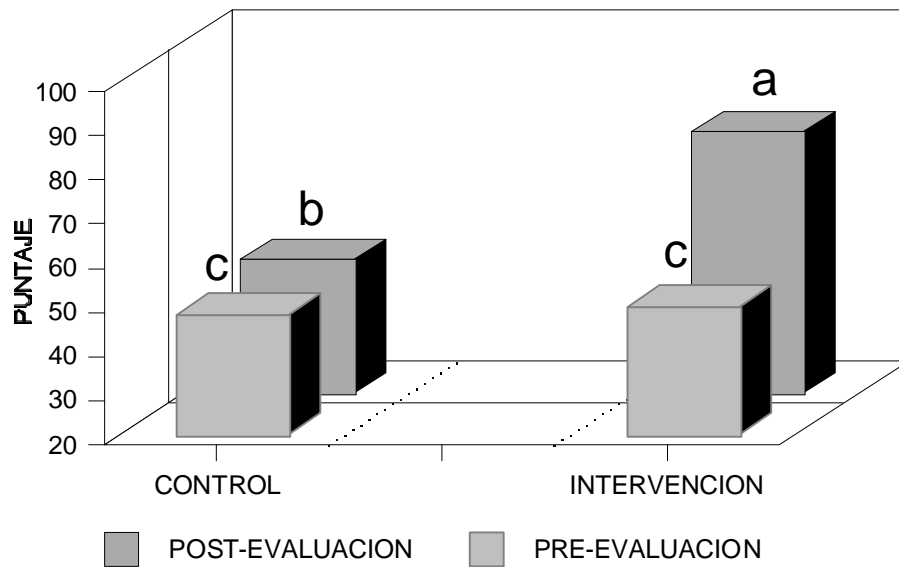 100
a
90
80
b
70
c
c
60
50
40
30
20
PUNTAJE
CONTROL
INTERVENCION
POST-EVALUACION
PRE-EVALUACION